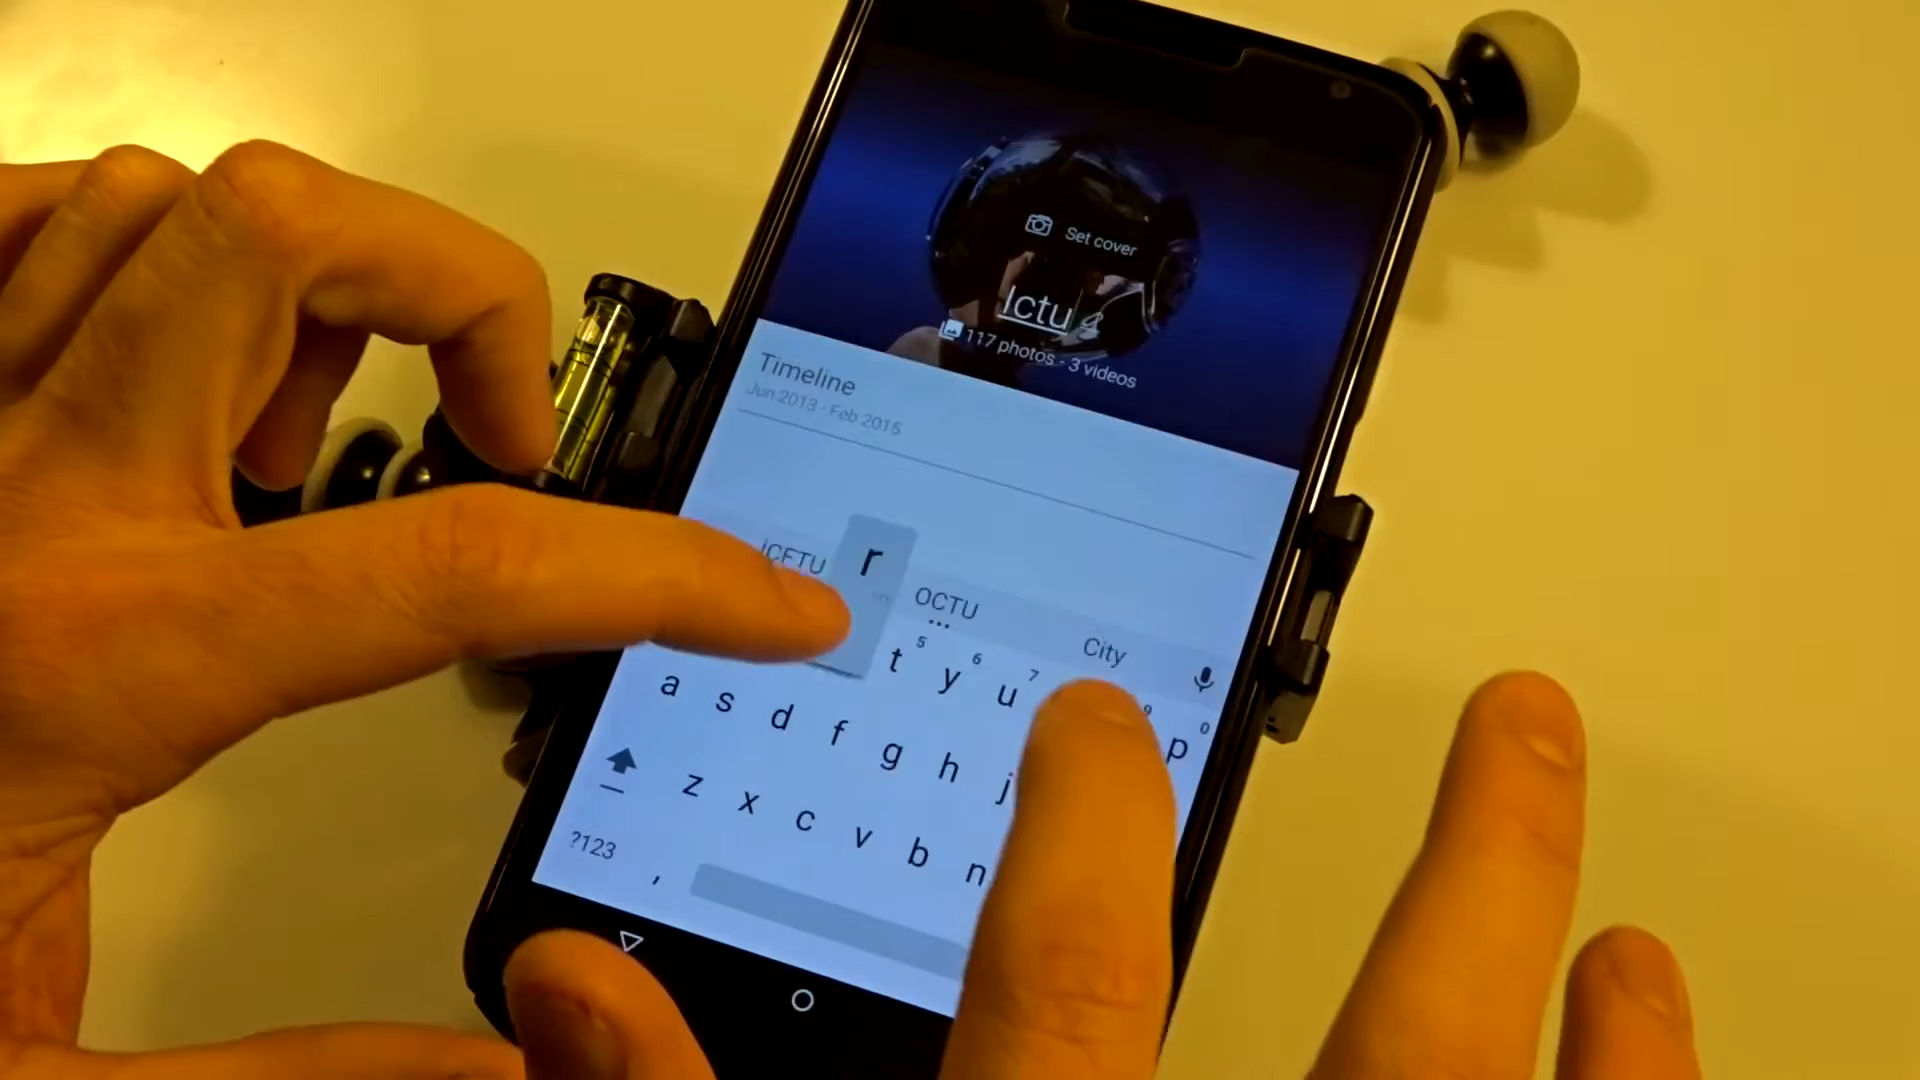 Set cover
Ictu
117 photos - 3 videos
Timeline
Jun 2013 - Feb 2015
r
OCTU
City
5 6 7 9 0
t y u p
a s d f g h j
z x c v b n
?123 ,